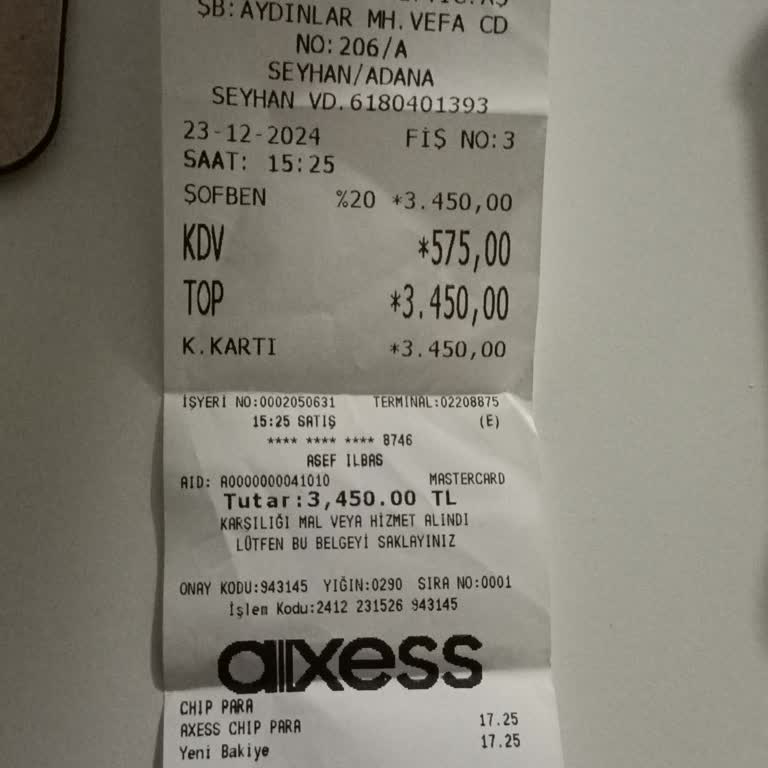 ŞB:AYDINLAR MH.VEFA CD
NO:206/A
SEYHAN/ADANA
SEYHAN VD.6180401393
23-12-2024 FİŞ NO:3
SAAT: 15:25
ŞOFBEN %20 *3.450,00
KDV *575,00
TOP *3.450,00
K.KARTI *3.450,00
İŞYERİ NO:0002050631 TERMİNAL:02208875
15:25 SATIŞ (E)
**** **** **** 8746
ASEF ILBAS
AID: A0000000041010 MASTERCARD
Tutar:3,450.00 TL
KARŞILIĞI MAL VEYA HİZMET ALINDI
LÜTFEN BU BELGEYİ SAKLAYINIZ
ONAY KODU:943145 YIĞIN:0290 SIRA NO:0001
İşlem Kodu:2412 231526 943145
axess
CHIP PARA
AXESS CHIP PARA 17.25
Yeni Bakiye 17.25